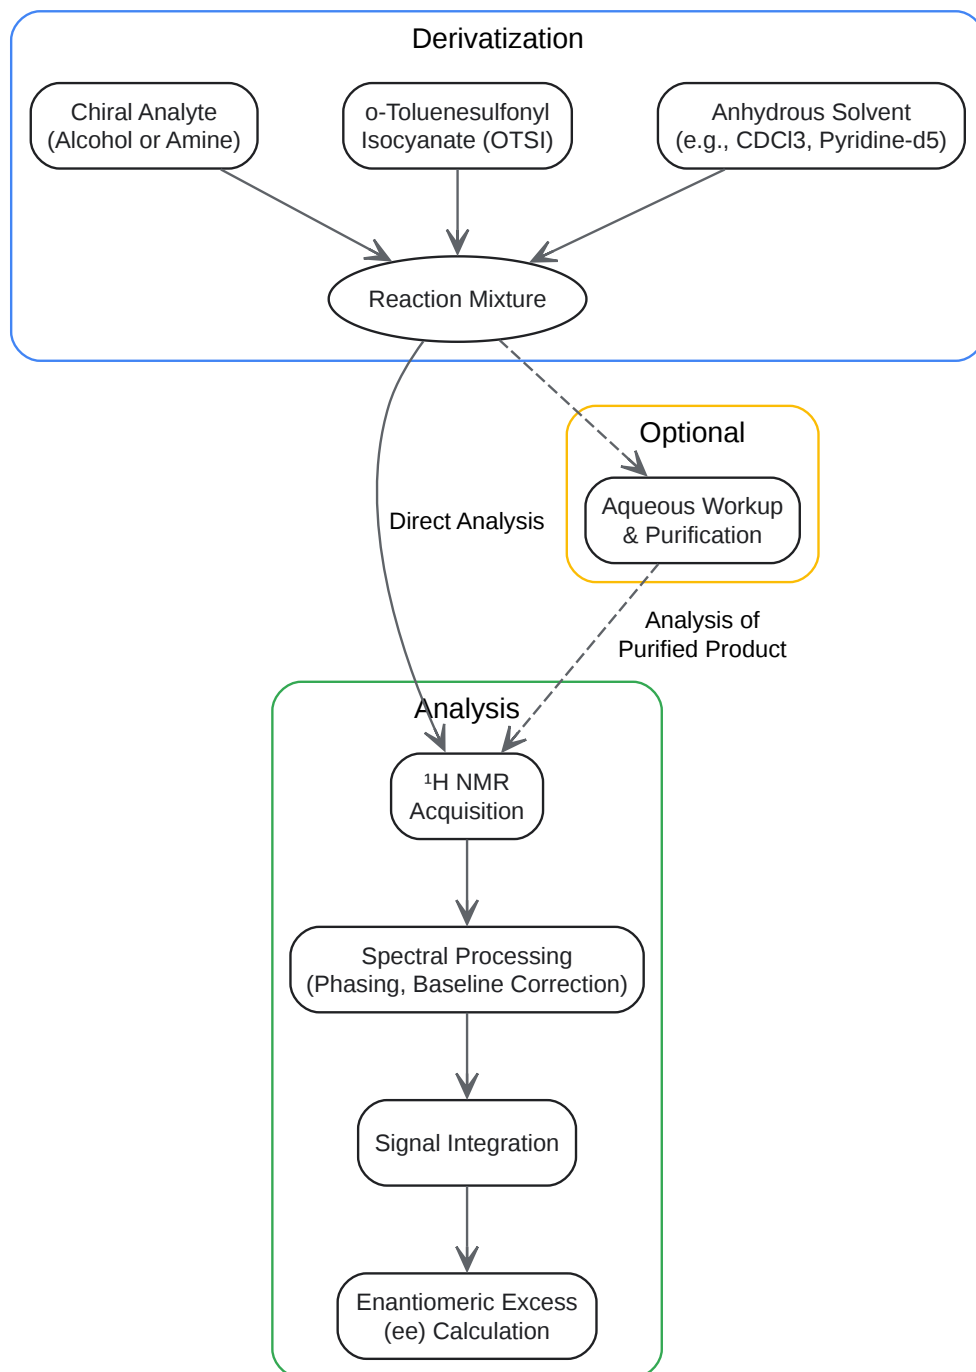 Derivatization
Chiral Analyte
(Alcohol or Amine)
o-Toluenesulfonyl
Isocyanate (OTSI)
Anhydrous Solvent
(e.g., CDCl3, Pyridine-d5)
Reaction Mixture
Optional
Aqueous Workup
& Purification
Direct Analysis
Analysis of
Purified Product
Analysis
¹H NMR
Acquisition
Spectral Processing
(Phasing, Baseline Correction)
Signal Integration
Enantiomeric Excess
(ee) Calculation